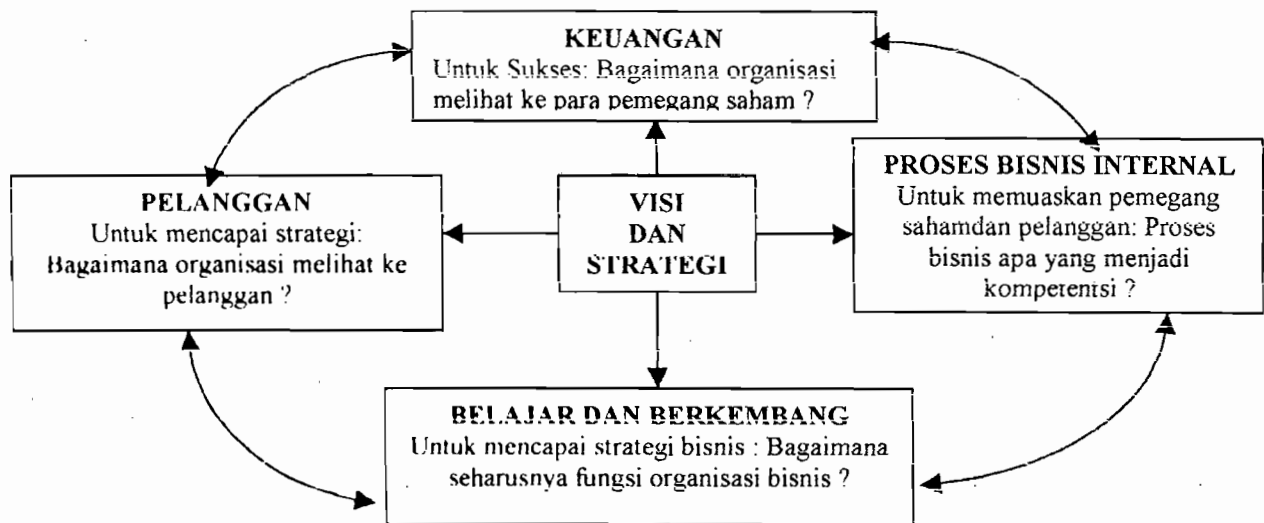 KEUANGAN
Untuk Sukses: Bagaimana organisasi
melihat ke para pemegang saham ?
PELANGGAN
Untuk mencapai strategi:
Bagaimana organisasi melihat ke
pelanggan ?
VISI
DAN
STRATEGI
PROSES BISNIS INTERNAL
Untuk memuaskan pemegang
sahamdan pelanggan: Proses
bisnis apa yang menjadi
kompetentsi ?
BELAJAR DAN BERKEMBANG
Untuk mencapai strategi bisnis : Bagaimana
seharusnya fungsi organisasi bisnis ?